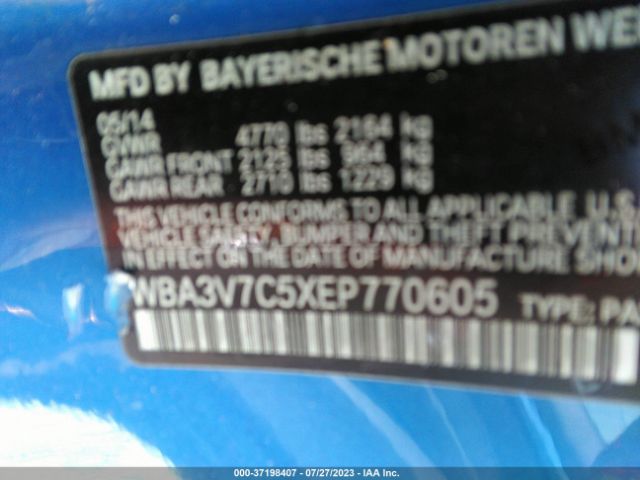 MFD BY BAYERISCHE MOTOREN WE
05/14
GVWR 4770 lbs 2164 kg
GAWR FRONT 2125 lbs 964 kg
GAWR REAR 2710 lbs 1229 kg
THIS VEHICLE CONFORMS TO ALL APPLICABLE U.S.
VEHICLE SAFETY, BUMPER AND THEFT PREVEN
IN EFFECT ON THE DATE OF MANUFACTURE SHO
WBA3V7C5XEP770605 TYPE: PA
000-37198407 / 07/27/2023 - IAA Inc.